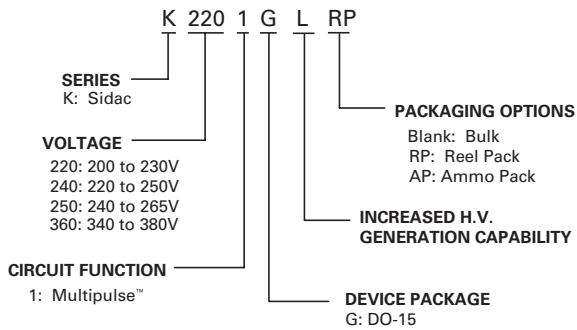 K 220 1 G L RP
SERIES
K: Sidac
VOLTAGE
220: 200 to 230V
240: 220 to 250V
250: 240 to 265V
360: 340 to 380V
CIRCUIT FUNCTION
1: Multipulse™
PACKAGING OPTIONS
Blank: Bulk
RP: Reel Pack
AP: Ammo Pack
INCREASED H.V.
GENERATION CAPABILITY
DEVICE PACKAGE
G: DO-15